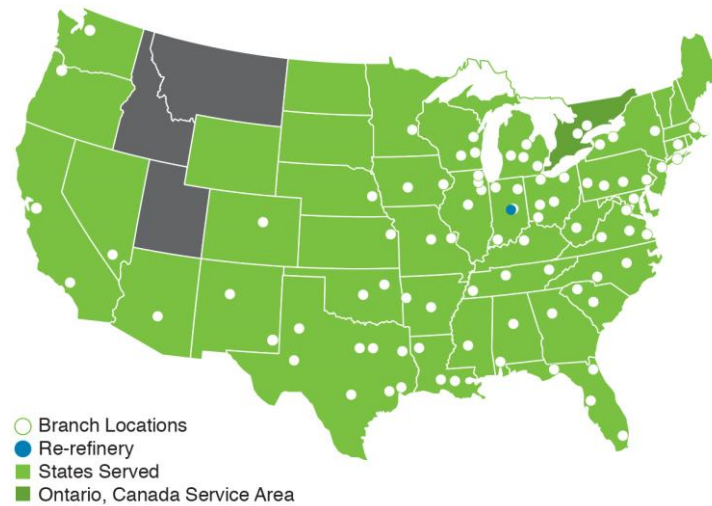 Branch Locations
Re-refinery
States Served
Ontario, Canada Service Area